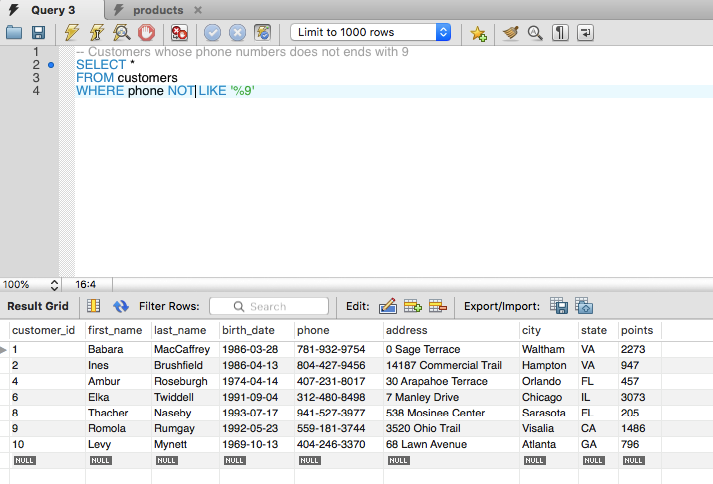 Query 3 products
Limit to 1000 rows
1 -- Customers whose phone numbers does not ends with 9
2 SELECT *
3 FROM customers
4 WHERE phone NOT LIKE '%9'
100% 16:4
Result Grid Filter Rows: Search Edit: Export/Import:
customer_id first_name last_name birth_date phone address city state points
1 Babara MacCaffrey 1986-03-28 781-932-9754 0 Sage Terrace Waltham VA 2273
2 Ines Brushfield 1986-04-13 804-427-9456 14187 Commercial Trail Hampton VA 947
4 Ambur Roseburgh 1974-04-14 407-231-8017 30 Arapahoe Terrace Orlando FL 457
6 Elka Twiddell 1991-09-04 312-480-8498 7 Manley Drive Chicago IL 3073
8 Thacher Naseby 1993-07-17 941-527-3977 538 Mosinee Center Sarasota FL 205
9 Romola Rumgay 1992-05-23 559-181-3744 3520 Ohio Trail Visalia CA 1486
10 Levy Mynett 1969-10-13 404-246-3370 68 Lawn Avenue Atlanta GA 796
NULL NULL NULL NULL NULL NULL NULL NULL NULL